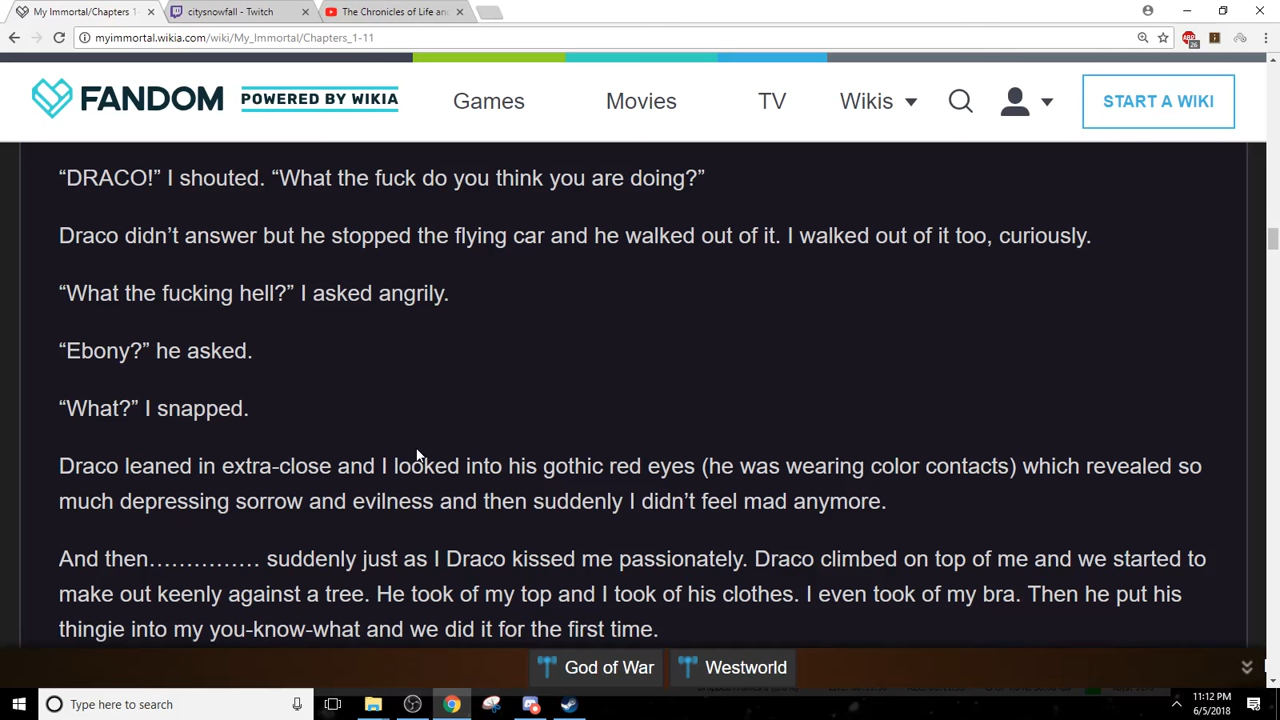 My Immortal/Chapters 1-
citysnowfall - Twitch
The Chronicles of Life an
myimmortal.wikia.com/wiki/My_Immortal/Chapters_1-11
ABP
26
FANDOM
POWERED BY WIKIA
Games
Movies
TV
Wikis
START A WIKI
“DRACO!” I shouted. “What the fuck do you think you are doing?”
Draco didn’t answer but he stopped the flying car and he walked out of it. I walked out of it too, curiously.
“What the fucking hell?” I asked angrily.
“Ebony?” he asked.
“What?” I snapped.
Draco leaned in extra-close and I looked into his gothic red eyes (he was wearing color contacts) which revealed so
much depressing sorrow and evilness and then suddenly I didn’t feel mad anymore.
And then…………… suddenly just as I Draco kissed me passionately. Draco climbed on top of me and we started to
make out keenly against a tree. He took of my top and I took of his clothes. I even took of my bra. Then he put his
thingie into my you-know-what and we did it for the first time.
God of War
Westworld
Type here to search
11:12 PM
6/5/2018